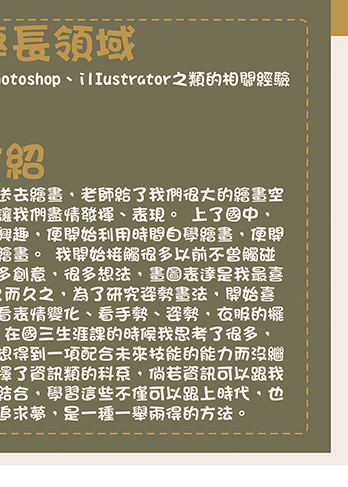 長領域
otoshop、illustrator之類的相關經驗
紹
送去繪畫，老師給了我們很大的繪畫空
讓我們盡情發揮、表現。 上了國中，
興趣，便開始利用時間自學繪畫，便開
繪畫。 我開始接觸很多以前不曾觸碰
多創意，很多想法，畫圖表達是我最喜
而久之，為了研究姿勢畫法，開始喜
看表情變化、看手勢、姿勢，衣服的擺
在國三生涯課的時候我思考了很多，
想得到一項配合未來技能的能力而沒繼
擇了資訊類的科系，倘若資訊可以跟我
結合，學習這些不僅可以跟上時代，也
追求夢，是一種一舉兩得的方法。